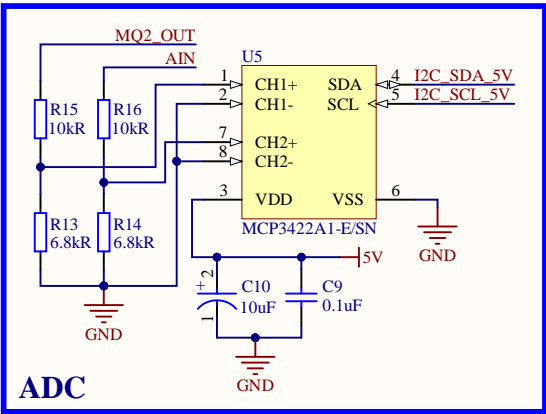 MQ2_OUT
AIN
U5
1 CH1+ SDA 4 I2C_SDA_5V
2 CH1- SCL 5 I2C_SCL_5V
R15 R16
10kR 10kR
7 CH2+
8 CH2-
3 VDD VSS 6
R13 R14
6.8kR 6.8kR
MCP3422A1-E/SN
GND
5V
+ 2 C10 C9
1 10uF 0.1uF
GND
GND
ADC